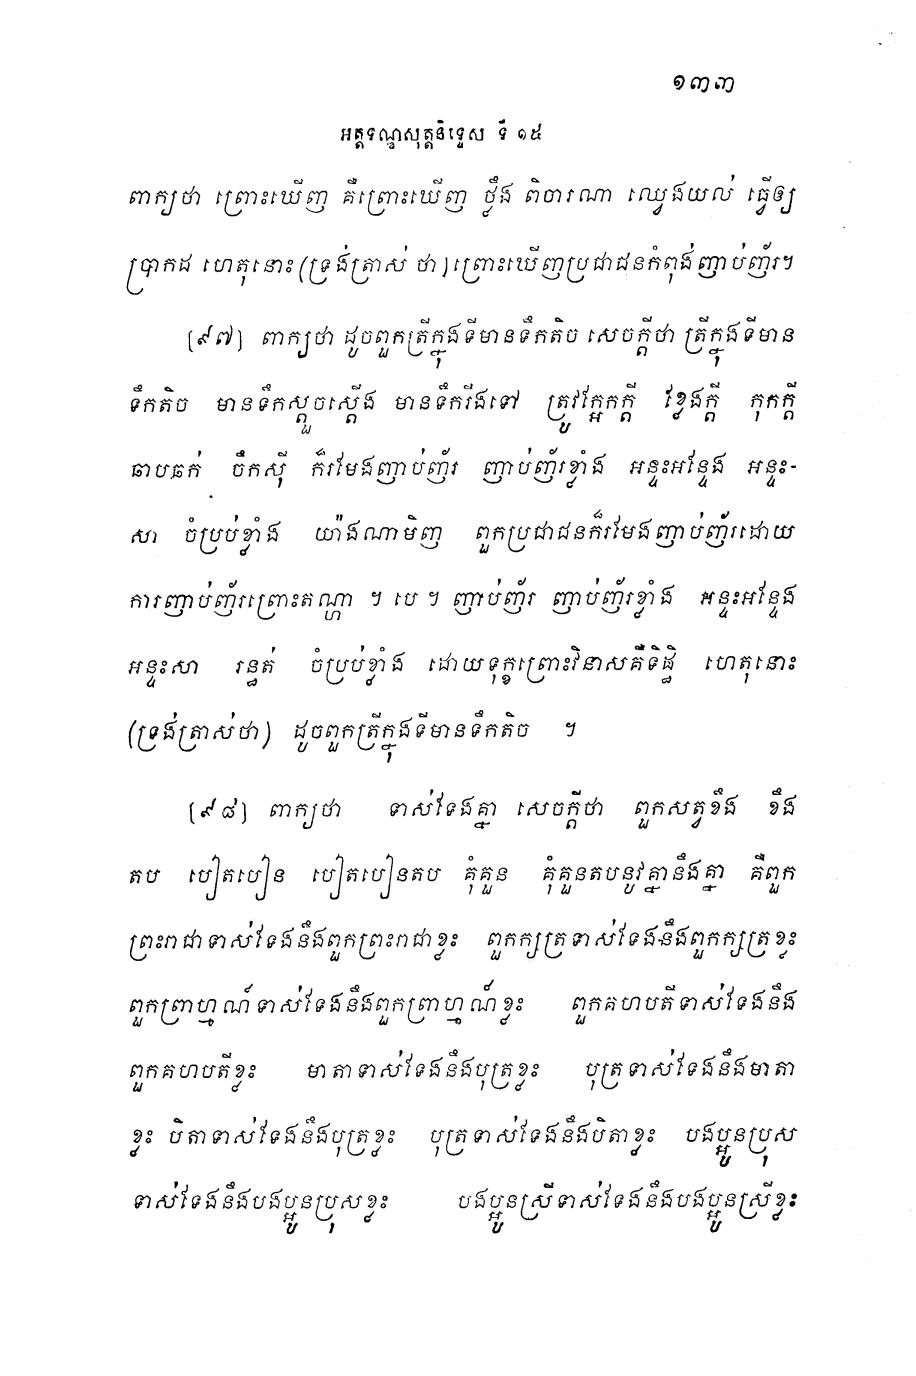 ១៣៣
អត្តទណ្ឌសុត្តនិទ្ទេស ទី ១៥
ពាក្យថា ព្រោះឃើញ គឺព្រោះឃើញ ថ្លឹង ពិចារណា ឈ្វេងយល់ ធ្វើឲ្យ
ប្រាកដ ហេតុនោះ (ទ្រង់ត្រាស់ ថា) ព្រោះឃើញប្រជាជនកំពុងញាប់ញ័រ។
[៩៧] ពាក្យថា ដូចពួកត្រីក្នុងទីមានទឹកតិច សេចក្តីថា ត្រីក្នុងទីមាន
ទឹកតិច មានទឹកស្តួចស្តើង មានទឹករីងទៅ ត្រូវក្អែកក្តី ខ្វែងក្តី កុកក្តី
ឆាបឆក់ ចឹកស៊ី ក៏រមែងញាប់ញ័រ ញាប់ញ័រខ្លាំង អន្ទះអន្ទែង អន្ទះ-
សា ចំប្រប់ខ្លាំង យ៉ាងណាមិញ ពួកប្រជាជនក៏រមែងញាប់ញ័រដោយ
ការញាប់ញ័រព្រោះតណ្ហា ។ បេ ។ ញាប់ញ័រ ញាប់ញ័រខ្លាំង អន្ទះអន្ទែង
អន្ទះសា រន្ធត់ ចំប្រប់ខ្លាំង ដោយទុក្ខព្រោះវិនាសគឺទិដ្ឋិ ហេតុនោះ
(ទ្រង់ត្រាស់ថា) ដូចពួកត្រីក្នុងទីមានទឹកតិច ។
[៩៨] ពាក្យថា ទាស់ទែងគ្នា សេចក្តីថា ពួកសត្វខឹង ខឹង
តប បៀតបៀន បៀតបៀនតប គុំគួន គុំគួនតបនូវគ្នានឹងគ្នា គឺពួក
ព្រះរាជាទាស់ទែងនឹងពួកព្រះរាជាខ្លះ ពួកក្សត្រទាស់ទែងនឹងពួកក្សត្រខ្លះ
ពួកព្រាហ្មណ៍ទាស់ទែងនឹងពួកព្រាហ្មណ៍ខ្លះ ពួកគហបតីទាស់ទែងនឹង
ពួកគហបតីខ្លះ មាតាទាស់ទែងនឹងបុត្រខ្លះ បុត្រទាស់ទែងនឹងមាតា
ខ្លះ បិតាទាស់ទែងនឹងបុត្រខ្លះ បុត្រទាស់ទែងនឹងបិតាខ្លះ បងប្អូនប្រុស
ទាស់ទែងនឹងបងប្អូនប្រុសខ្លះ បងប្អូនស្រីទាស់ទែងនឹងបងប្អូនស្រីខ្លះ